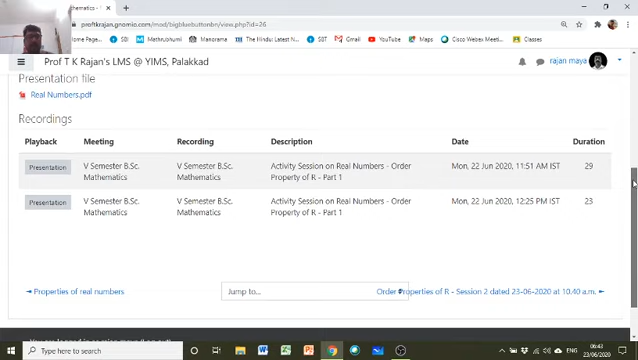 thematics -
proftkrajan.gnomio.com/mod/bigbluebuttonbn/view.php?id=26
Home Page... SBI Mathrubhumi Manorama The Hindu Latest N... SBT Gmail YouTube Maps Cisco Webex Meetin... Classes
Prof T K Rajan's LMS @ YIMS, Palakkad rajan maya
Presentation file
Real Numbers.pdf
Recordings
Playback Meeting Recording Description Date Duration
Presentation V Semester B.Sc. Mathematics V Semester B.Sc. Mathematics Activity Session on Real Numbers - Order Property of R - Part 1 Mon, 22 Jun 2020, 11:51 AM IST 29
Presentation V Semester B.Sc. Mathematics V Semester B.Sc. Mathematics Activity Session on Real Numbers - Order Property of R - Part 1 Mon, 22 Jun 2020, 12:25 PM IST 23
◄ Properties of real numbers Jump to... Order Properties of R - Session 2 dated 23-06-2020 at 10.40 a.m. ►
Type here to search ENG 06:43
23/06/2020